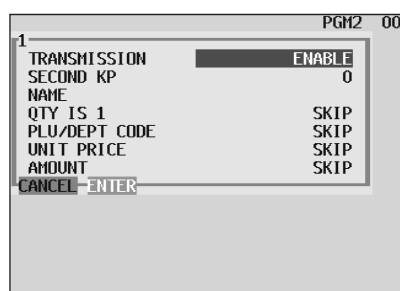 PGM2 00
1
TRANSMISSION ENABLE
SECOND KP 0
NAME
QTY IS 1 SKIP
PLU/DEPT CODE SKIP
UNIT PRICE SKIP
AMOUNT SKIP
CANCEL ENTER